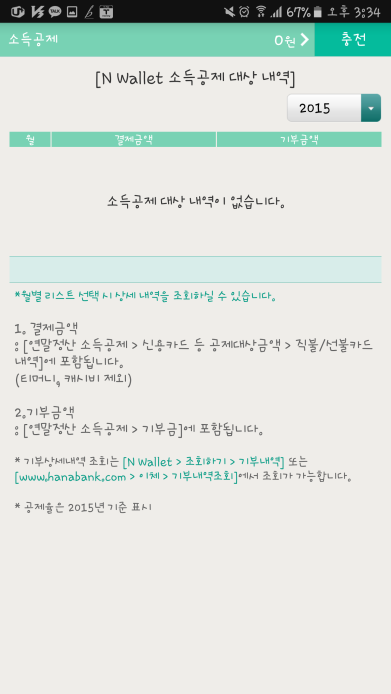 67% 오후 3:34
소득공제 0원 충전
[N Wallet 소득공제 대상 내역]
2015
월 결제금액 기부금액
소득공제 대상 내역이 없습니다.
*월별 리스트 선택 시 상세 내역을 조회하실 수 있습니다.
1. 결제금액
: [연말정산 소득공제 > 신용카드 등 공제대상금액 > 직불/선불카드
내역]에 포함됩니다.
(티머니, 캐시비 제외)
2.기부금액
: [연말정산 소득공제 > 기부금]에 포함됩니다.
* 기부상세내역 조회는 [N Wallet > 조회하기 > 기부내역] 또는
[www.hanabank.com > 이체 > 기부내역조회]에서 조회가 가능합니다.
* 공제율은 2015년 기준 표시